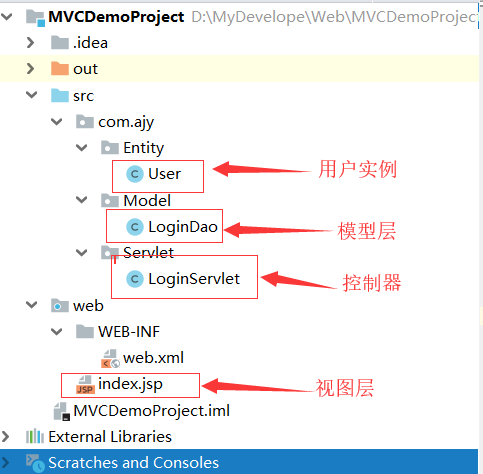 MVCDemoProject D:\MyDevelope\Web\MVCDemoProjec
.idea
out
src
com.ajy
Entity
User 用户实例
Model
LoginDao 模型层
Servlet
LoginServlet 控制器
web
WEB-INF
web.xml
JSP index.jsp 视图层
MVCDemoProject.iml
External Libraries
Scratches and Consoles